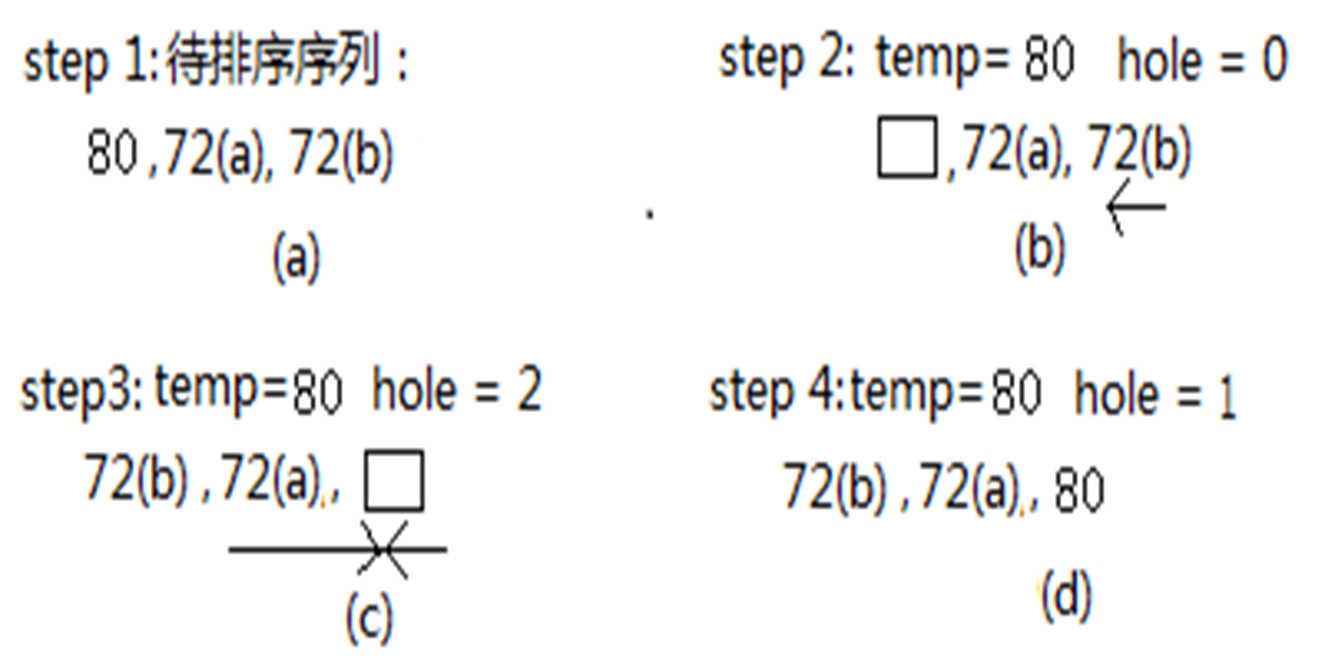 step 1:待排序序列：
80 ,72(a), 72(b)
(a)
step 2: temp= 80 hole = 0
,72(a), 72(b)
(b)
step3: temp=80 hole = 2
72(b) ,72(a),,
(c)
step 4:temp=80 hole = 1
72(b) ,72(a),, 80
(d)